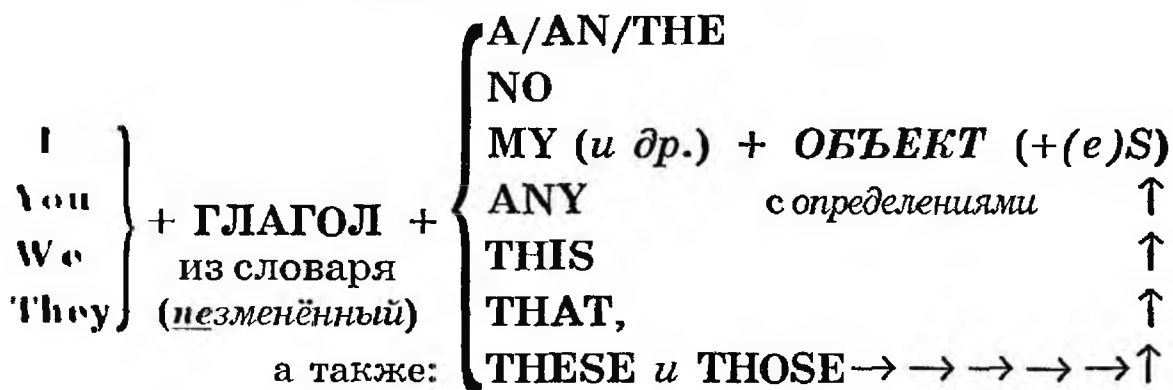 A/AN/THE
NO
I MY (и др.) + ОБЪЕКТ (+(e)S)
You ANY с определениями ↑
+ ГЛАГОЛ +
We из словаря THIS ↑
They (незменённый) THAT, ↑
а также: THESE и THOSE→ → → → →↑